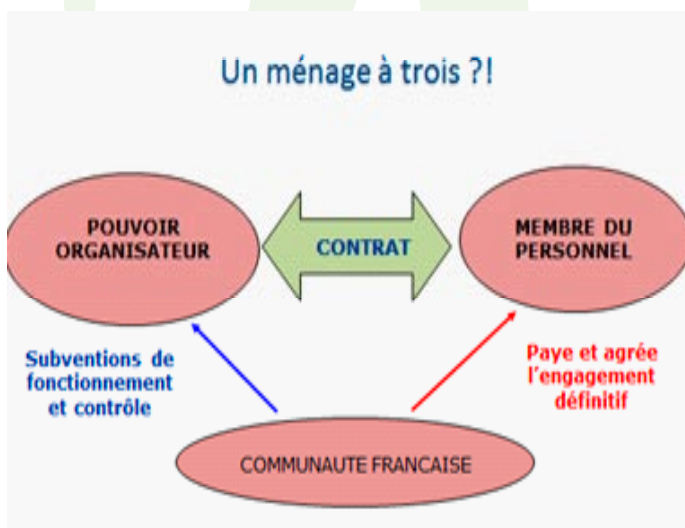 Un ménage à trois ?!
POUVOIR
ORGANISATEUR
CONTRAT
MEMBRE DU
PERSONNEL
Subventions de
fonctionnement
et contrôle
Paye et agrée
l'engagement
définitif
COMMUNAUTE FRANCAISE